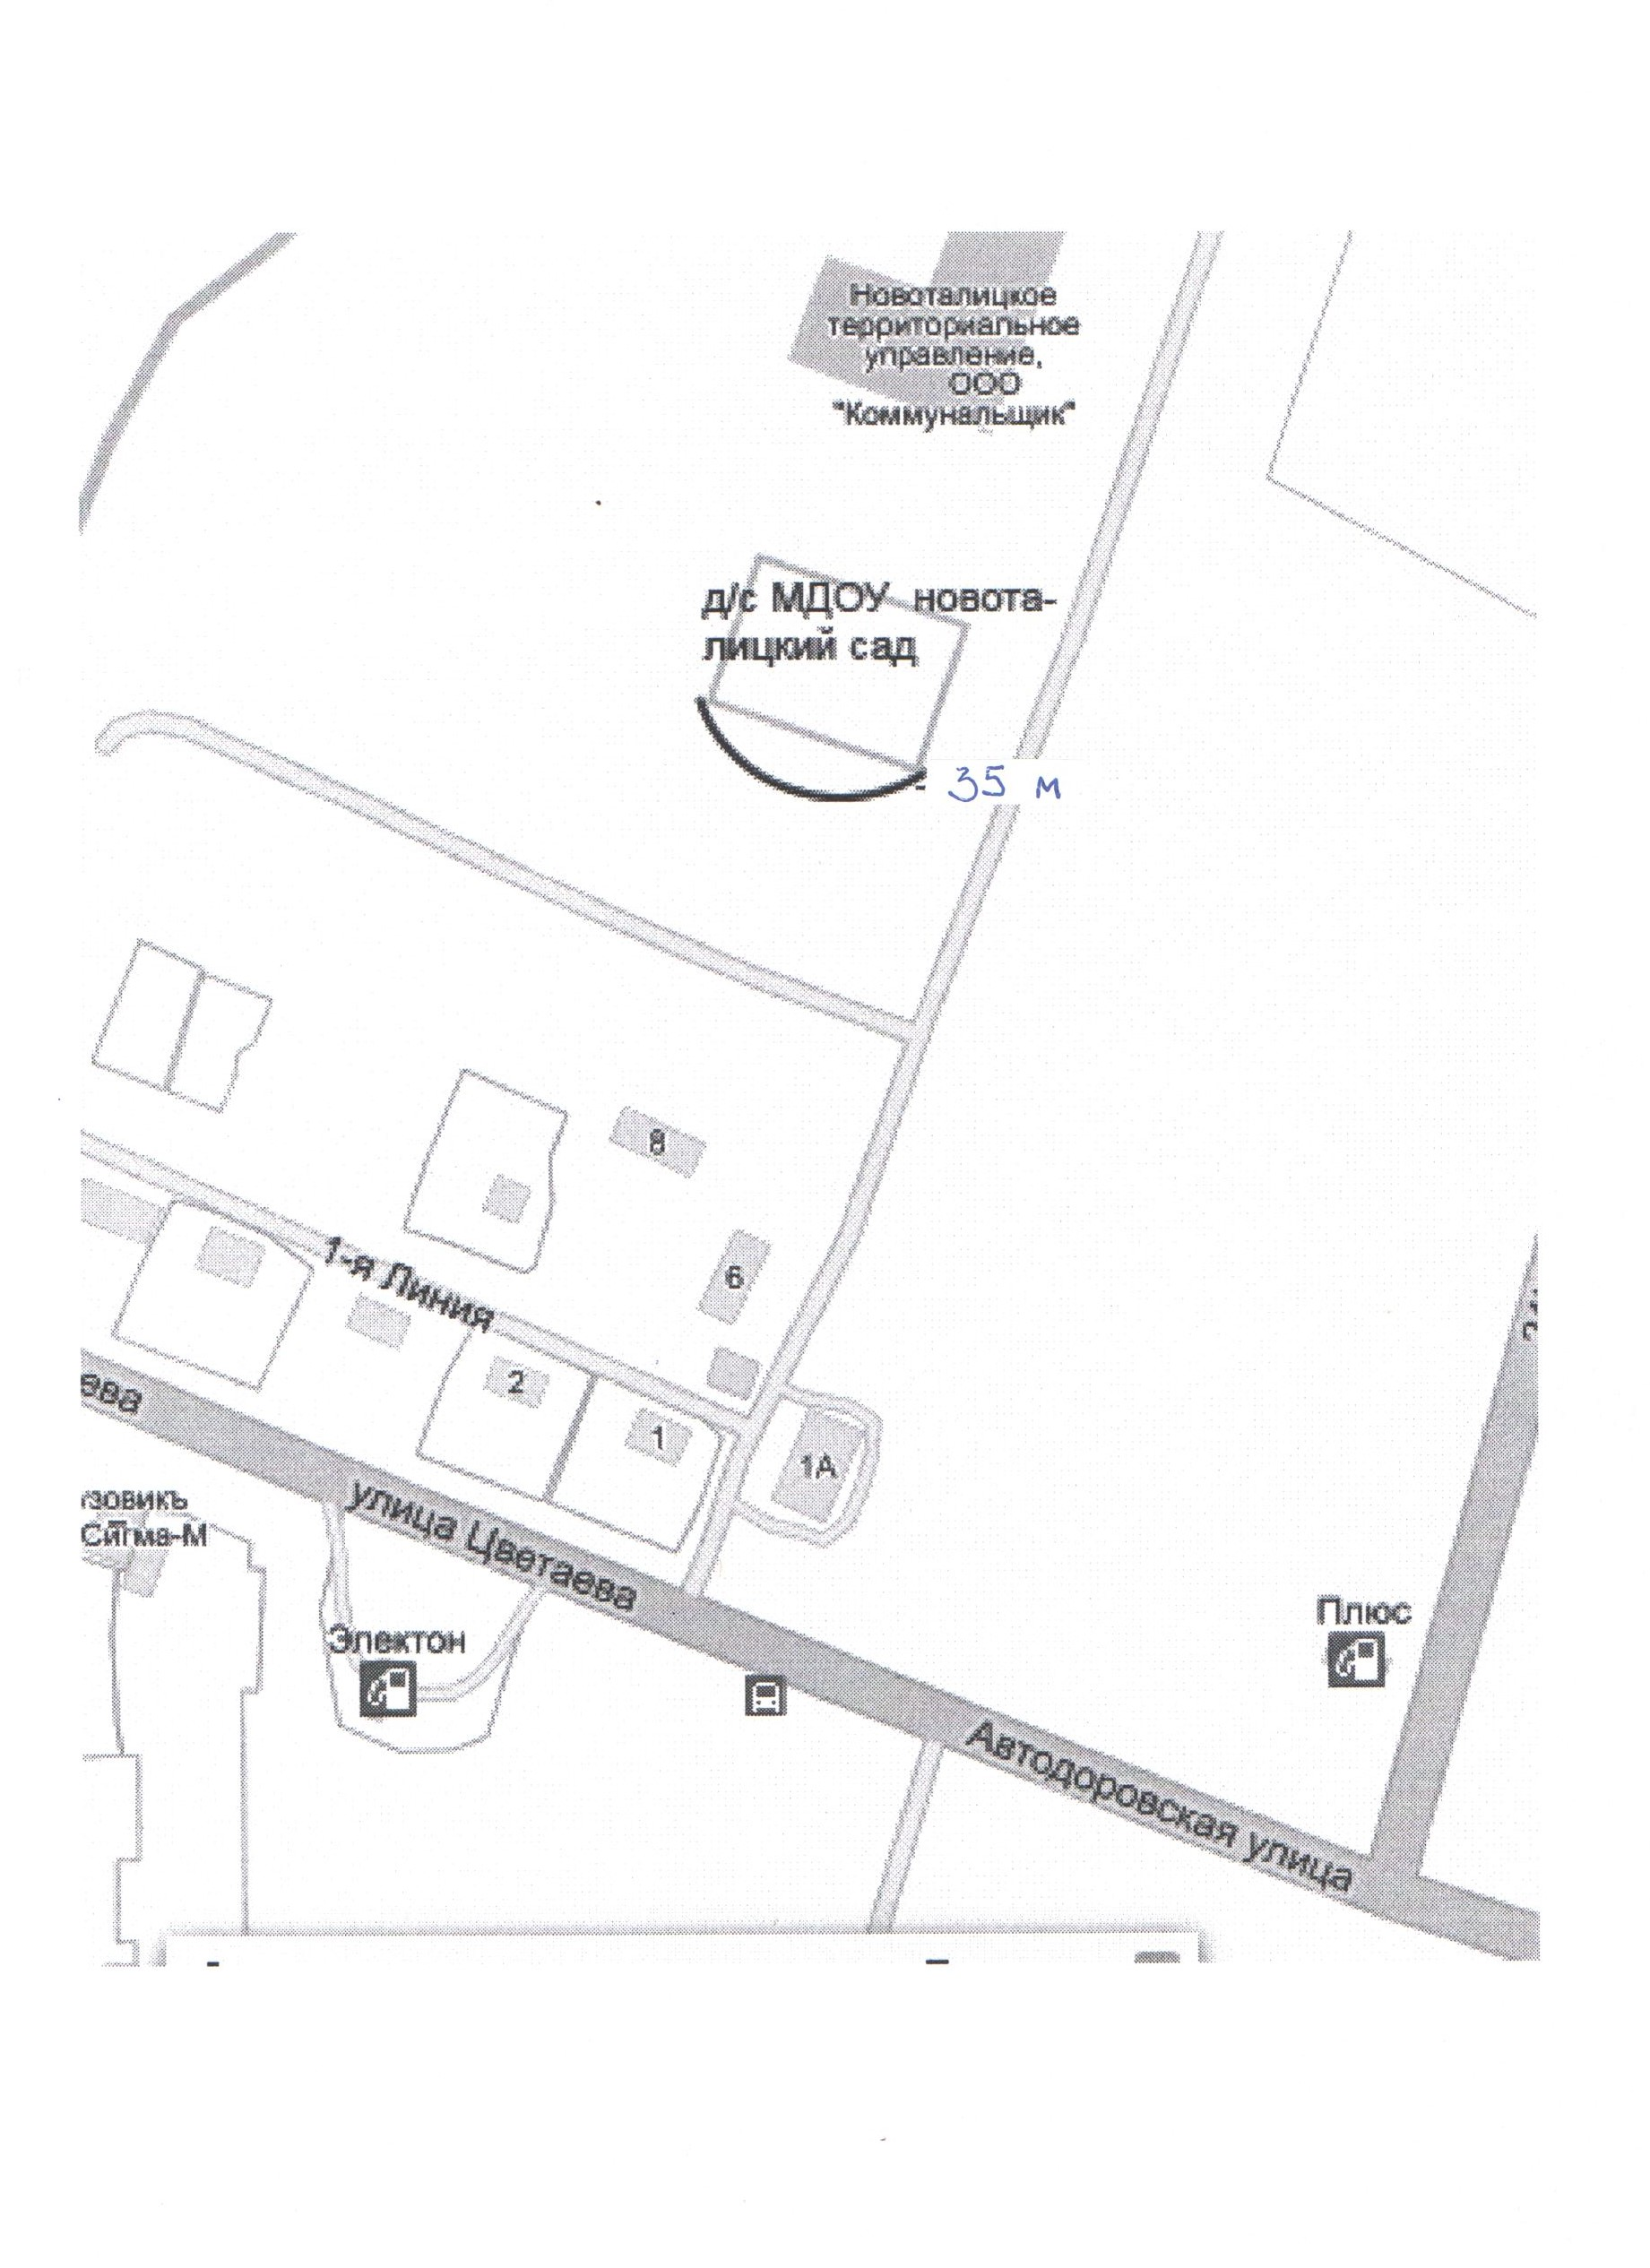 Новоталицкое
территориальное
управление,
ООО
"Коммунальщик"
д/с МДОУ новота-
лицкий сад
35 м
8
6
1-я Линия
2
1
1А
ева
улица Цветаева
Сигма-М
Электон
Плюс
Автодоровская улица